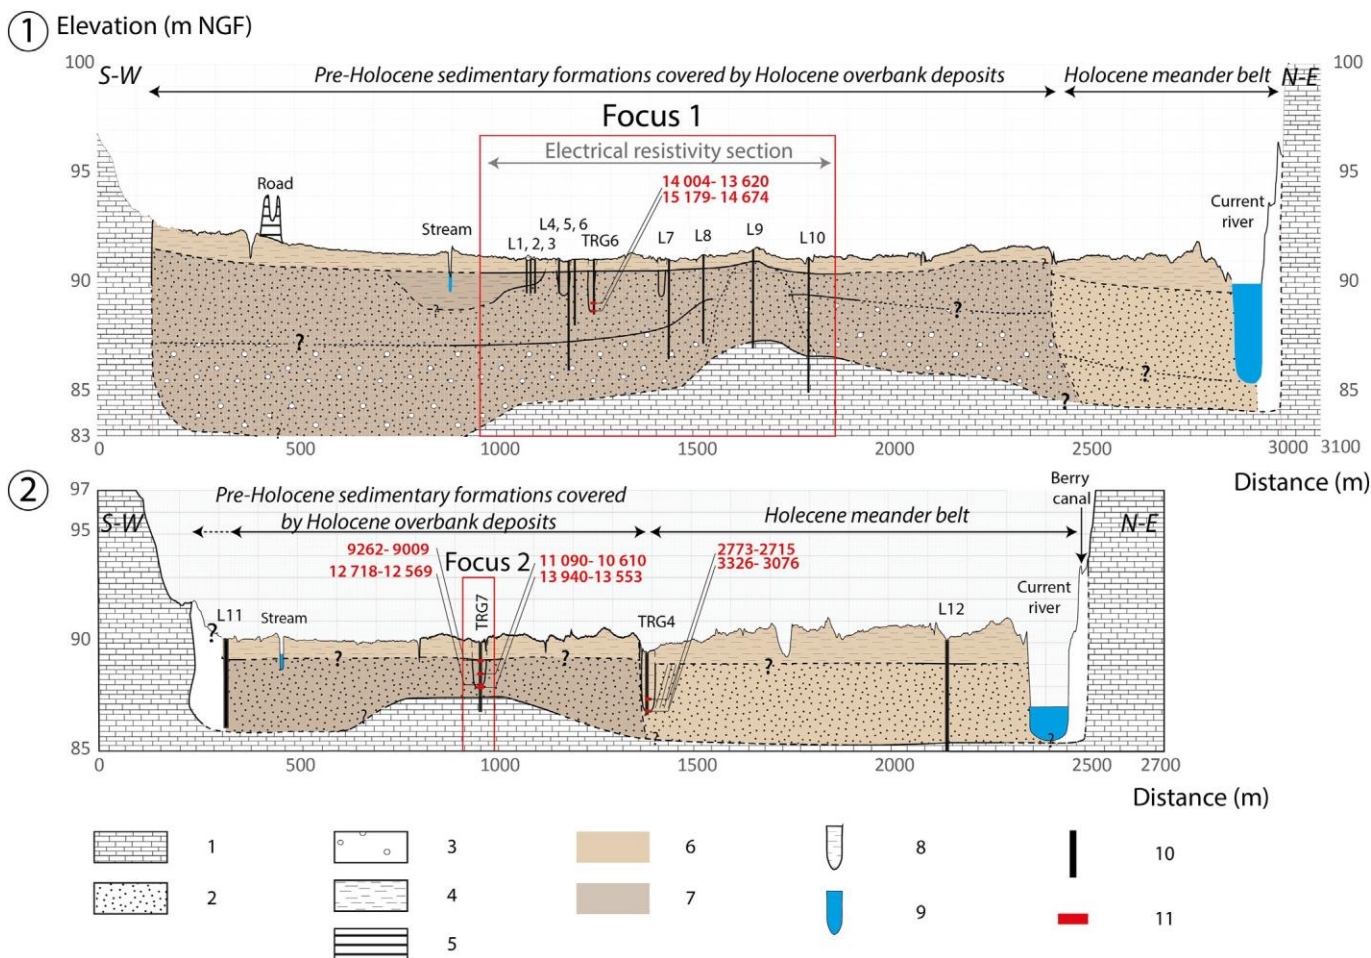 1 Elevation (m NGF)
100 S-W Pre-Holocene sedimentary formations covered by Holocene overbank deposits Holocene meander belt N-E 100
Focus 1
Electrical resistivity section
95 Road 14 004- 13 620 95
15 179- 14 674
Stream L1, 2, 3 L4, 5, 6 TRG6 L7 L8 L9 L10 Current
river
90 90
? ? ? ?
85 ? 85
83 ?
0 500 1000 1500 2000 2500 3000 3100
Distance (m)
2 97 S-W Pre-Holocene sedimentary formations covered
by Holocene overbank deposits Holecene meander belt Berry
canal N-E
95
9262- 9009 Focus 2 11 090- 10 610 2773-2715
12 718-12 569 13 940-13 553 3326- 3076
90 ? L11 Stream TRG7 TRG4 L12 Current
river
? ? ?
85 ? ? ?
0 500 1000 1500 2000 2500 2700
Distance (m)
1 3 6 8 10
2 4 7 9 11
5